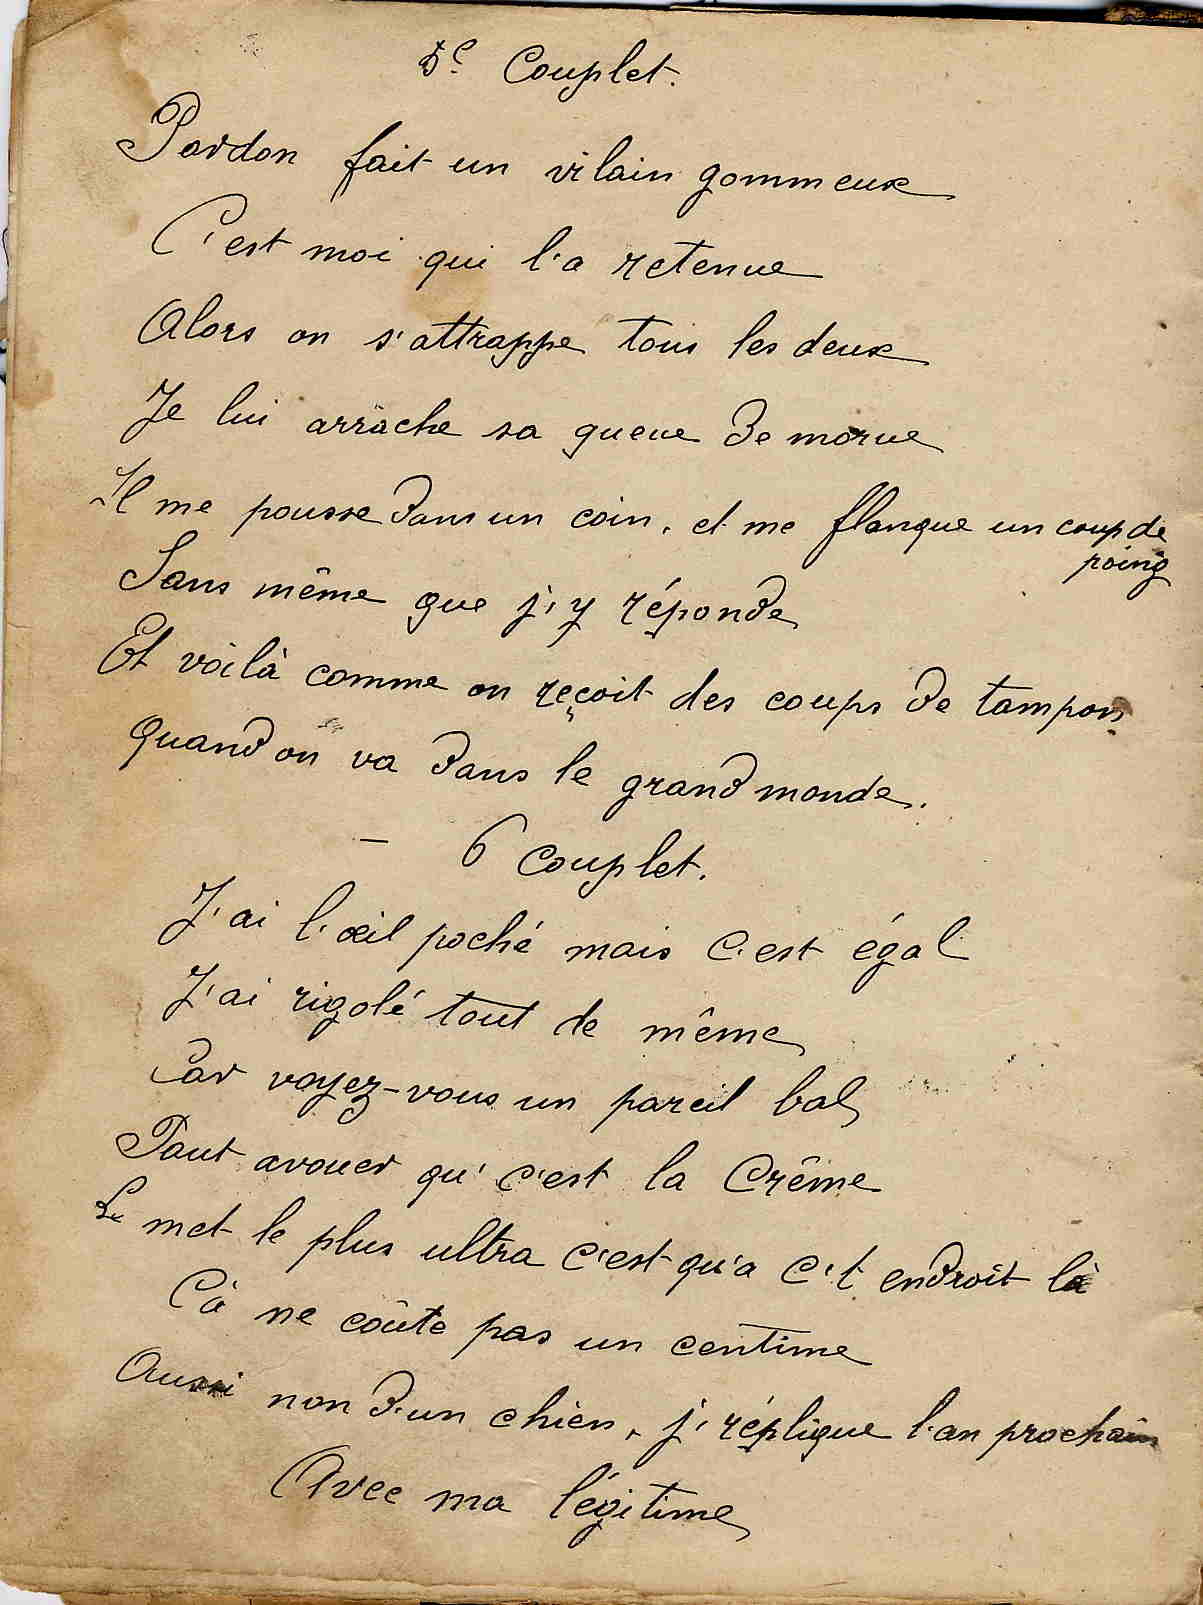 5e Couplet.
Pardon fait un vilain gommeux
C'est moi qui l'a retenue
Alors on s'attrappe tous les deux
Je lui arrache sa queue de morue
Il me pousse dans un coin, et me flanque un coup de
poing
Sans même que j'y réponde
Et voilà comme on reçoit des coups de tampon
Quand on va dans le grand monde.
— 6 Couplet.
J'ai l'œil poché mais c'est égal
J'ai rigolé tout de même
Car voyez-vous un pareil bal
Faut avouer qu'c'est la Crême
Le met le plus ultra c'est qu'a c't endroit là
Cà ne coûte pas un centime
Aussi non d'un chien, j'réplique l'an prochain
Avec ma légitime